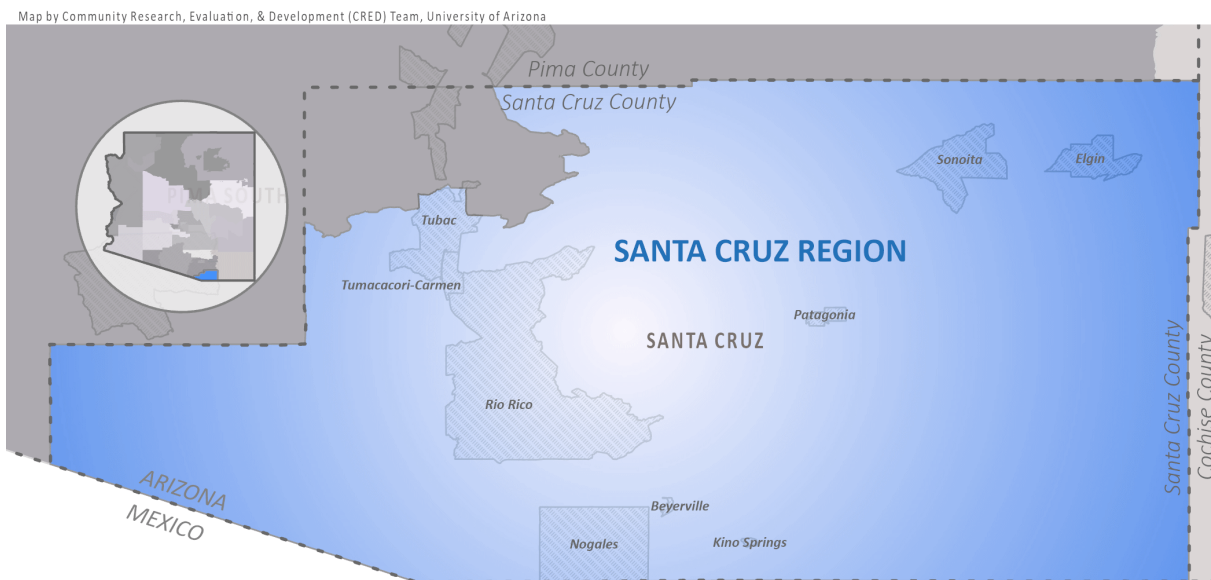 Map by Community Research, Evaluation, & Development (CRED) Team, University of Arizona
Pima County
Santa Cruz County
PIMA SOUTH
Sonoita
Elgin
Tubac
SANTA CRUZ REGION
Tumacacori-Carmen
Patagonia
SANTA CRUZ
Rio Rico
Santa Cruz County
Cochise County
ARIZONA
MEXICO
Beyerville
Nogales
Kino Springs